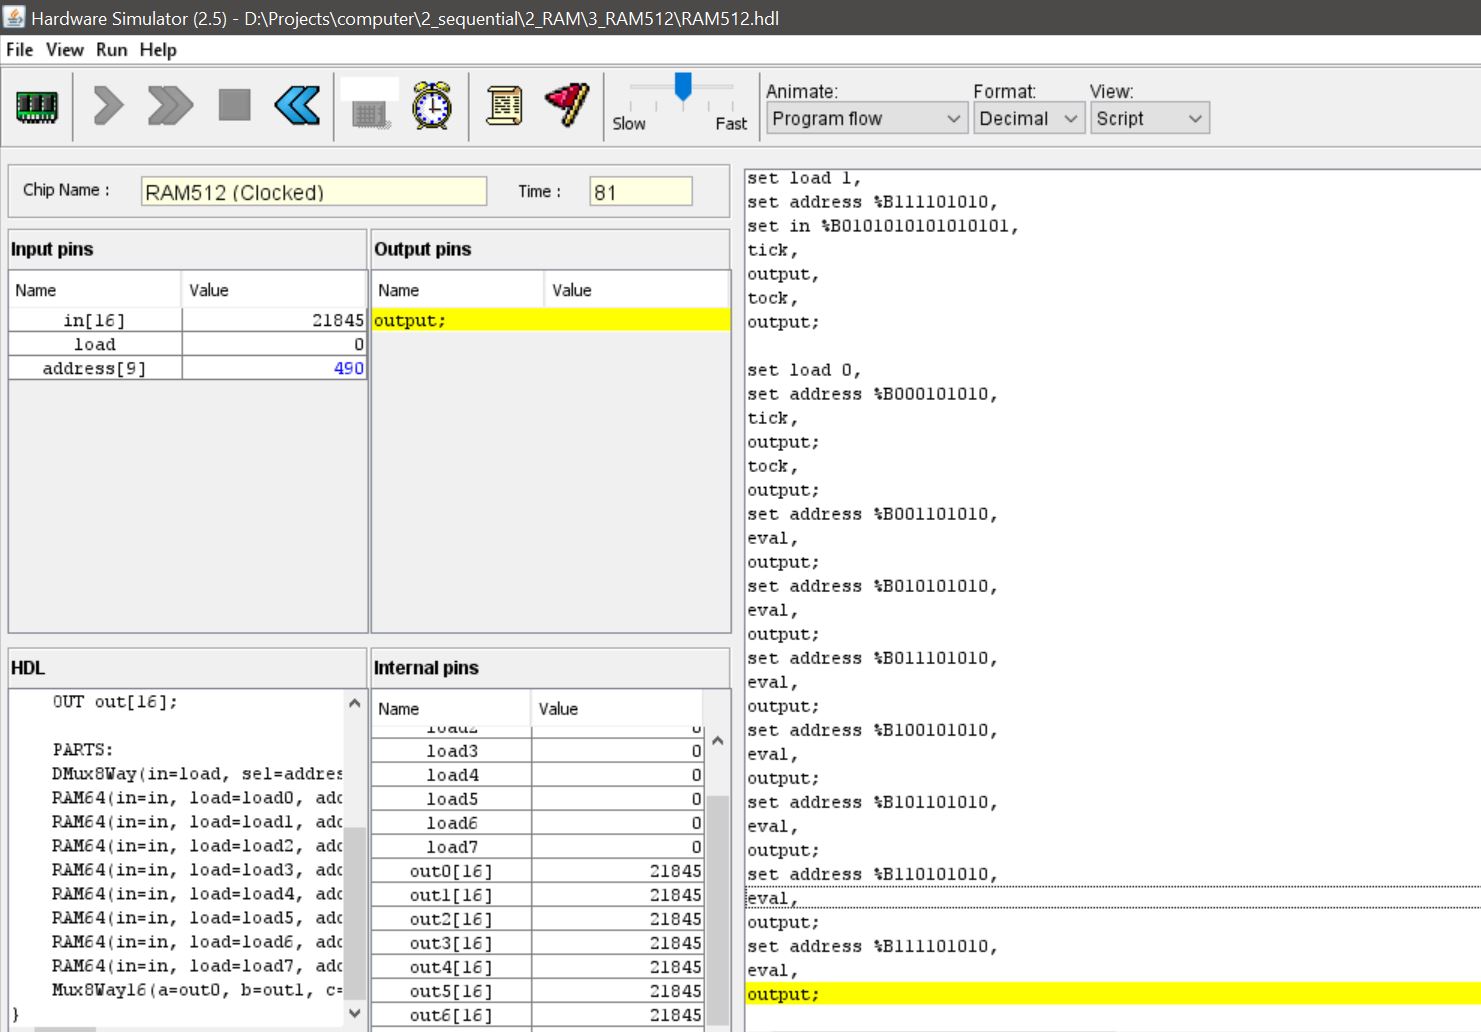 Hardware Simulator (2.5) - D:\Projects\computer\2_sequential\2_RAM\3_RAM512\RAM512.hdl
File View Run Help
Slow Fast
Animate: Format: View:
Program flow Decimal Script
Chip Name : RAM512 (Clocked) Time : 81
Input pins
Name Value
in[16] 21845
load 0
address[9] 490
Output pins
Name Value
output;
HDL
OUT out[16];
PARTS:
DMux8Way(in=load, sel=addres
RAM64(in=in, load=load0, add
RAM64(in=in, load=load1, add
RAM64(in=in, load=load2, add
RAM64(in=in, load=load3, add
RAM64(in=in, load=load4, add
RAM64(in=in, load=load5, add
RAM64(in=in, load=load6, add
RAM64(in=in, load=load7, add
Mux8Way16(a=out0, b=out1, c=
}
Internal pins
Name Value
load2 0
load3 0
load4 0
load5 0
load6 0
load7 0
out0[16] 21845
out1[16] 21845
out2[16] 21845
out3[16] 21845
out4[16] 21845
out5[16] 21845
out6[16] 21845
set load 1,
set address %B111101010,
set in %B0101010101010101,
tick,
output,
tock,
output;
set load 0,
set address %B000101010,
tick,
output;
tock,
output;
set address %B001101010,
eval,
output;
set address %B010101010,
eval,
output;
set address %B011101010,
eval,
output;
set address %B100101010,
eval,
output;
set address %B101101010,
eval,
output;
set address %B110101010,
eval,
output;
set address %B111101010,
eval,
output;